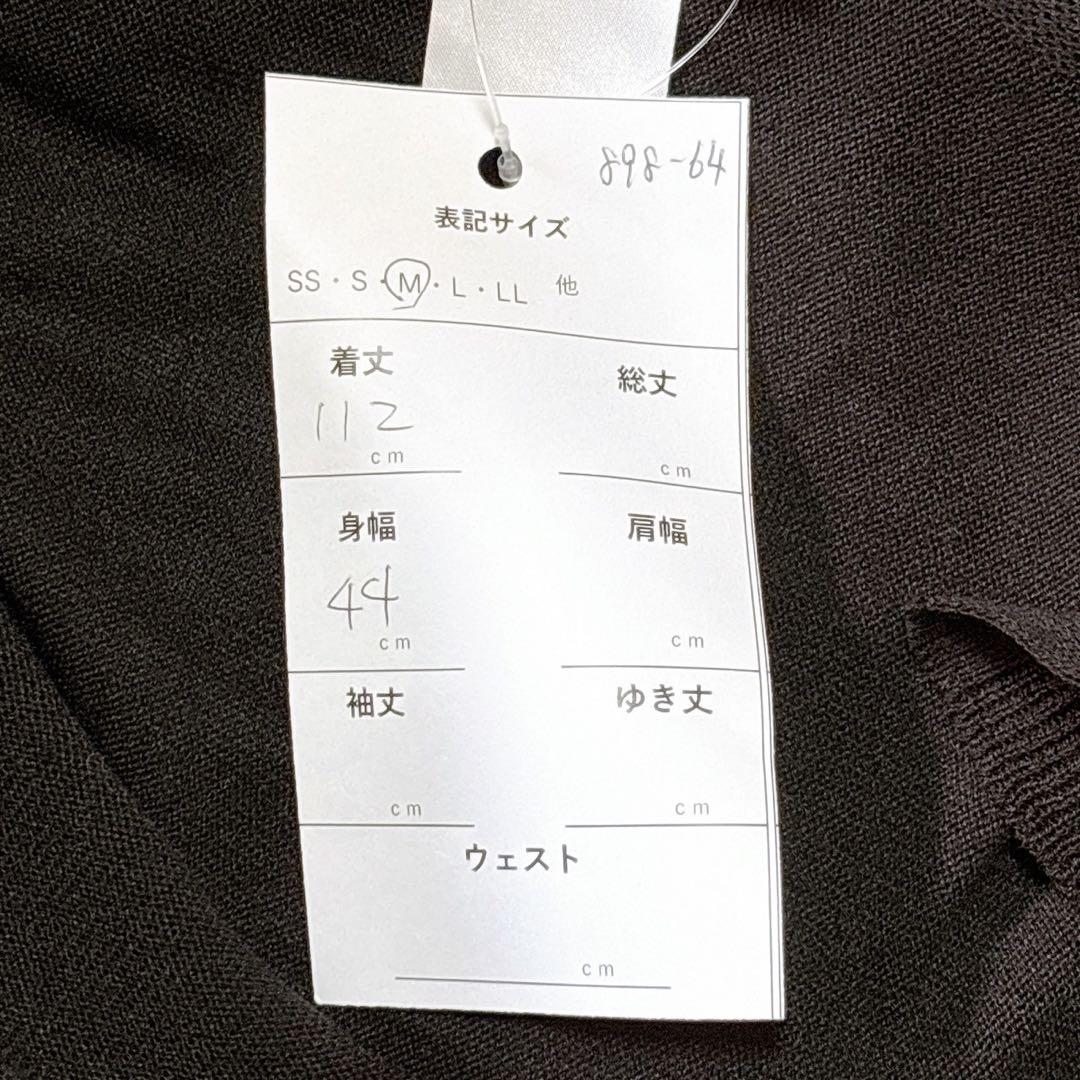 898-64
表記サイズ
SS・S・M・L・LL 他
着丈 総丈
112
cm cm
身幅 肩幅
44
cm cm
袖丈 ゆき丈
cm cm
ウェスト
cm